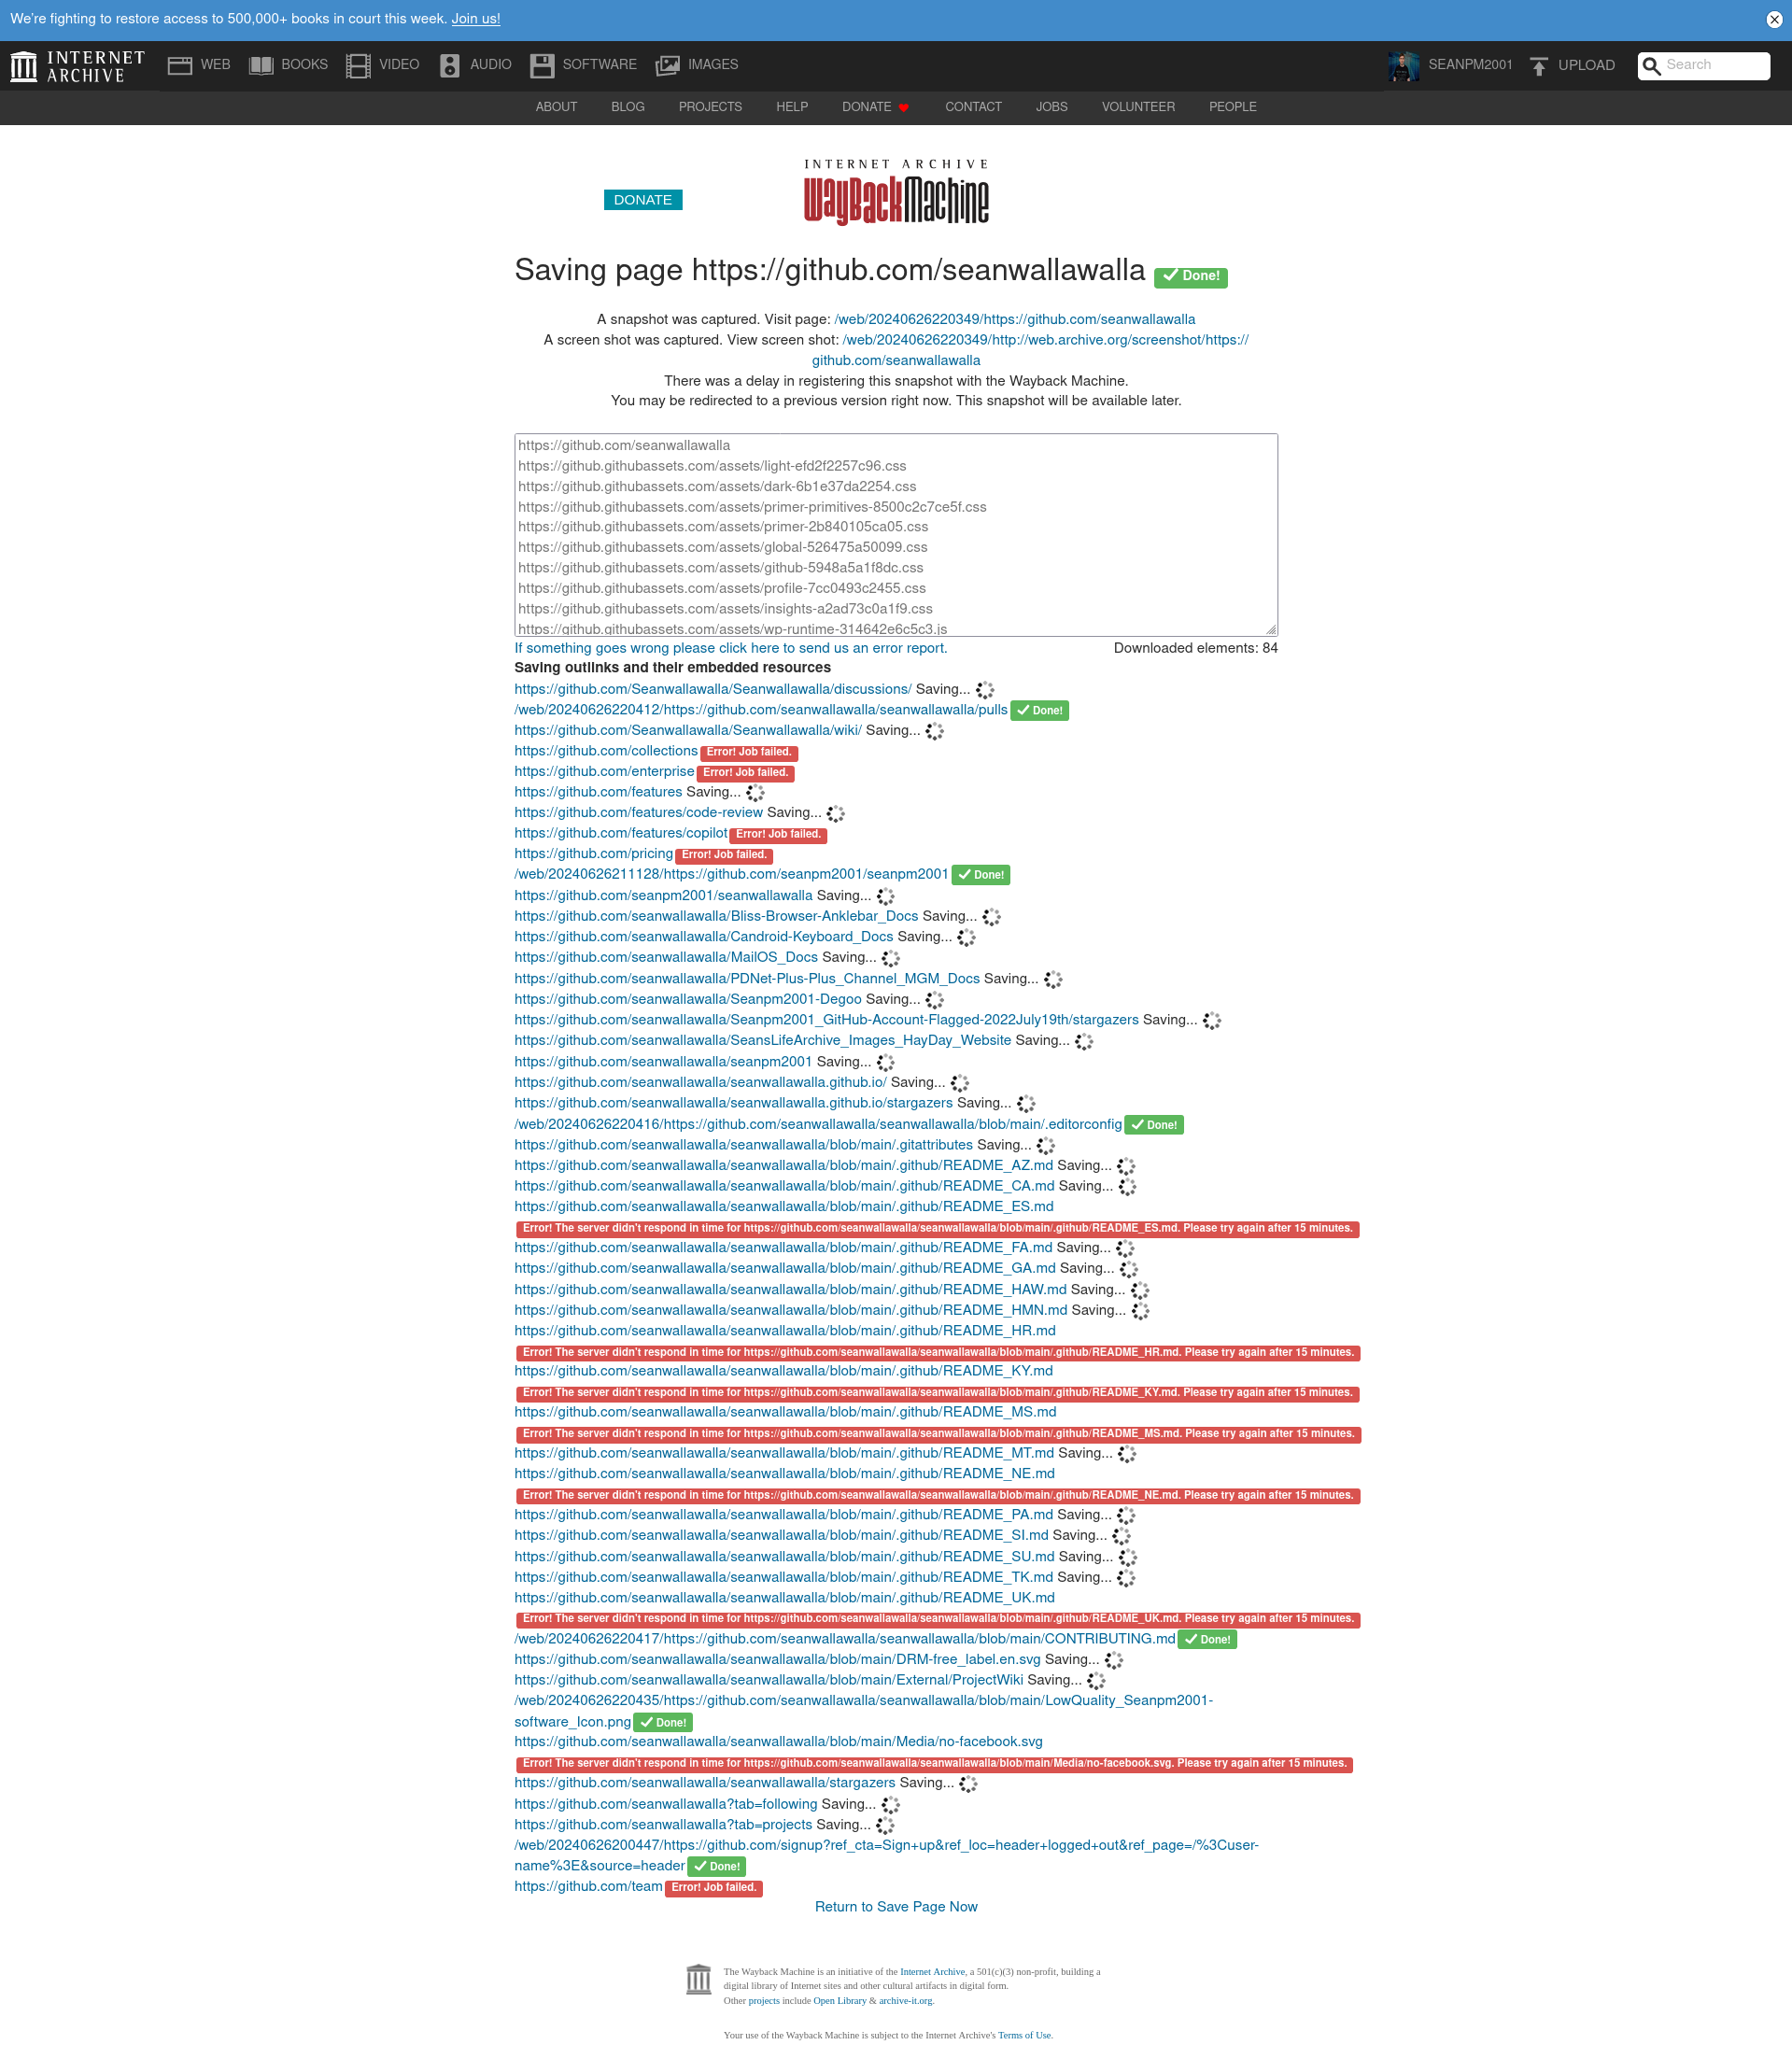 We're fighting to restore access to 500,000+ books in court this week. Join us!
INTERNET ARCHIVE WEB BOOKS VIDEO AUDIO SOFTWARE IMAGES SEANPM2001 UPLOAD Search
ABOUT BLOG PROJECTS HELP DONATE CONTACT JOBS VOLUNTEER PEOPLE
INTERNET ARCHIVE
DONATE WayBackMachine
Saving page https://github.com/seanwallawalla Done!
A snapshot was captured. Visit page: /web/20240626220349/https://github.com/seanwallawalla
A screen shot was captured. View screen shot: /web/20240626220349/http://web.archive.org/screenshot/https://
github.com/seanwallawalla
There was a delay in registering this snapshot with the Wayback Machine.
You may be redirected to a previous version right now. This snapshot will be available later.
https://github.com/seanwallawalla
https://github.githubassets.com/assets/light-efd2f2257c96.css
https://github.githubassets.com/assets/dark-6b1e37da2254.css
https://github.githubassets.com/assets/primer-primitives-8500c2c7ce5f.css
https://github.githubassets.com/assets/primer-2b840105ca05.css
https://github.githubassets.com/assets/global-526475a50099.css
https://github.githubassets.com/assets/github-5948a5a1f8dc.css
https://github.githubassets.com/assets/profile-7cc0493c2455.css
https://github.githubassets.com/assets/insights-a2ad73c0a1f9.css
https://github.githubassets.com/assets/wp-runtime-314642e6c5c3.js
If something goes wrong please click here to send us an error report. Downloaded elements: 84
Saving outlinks and their embedded resources
https://github.com/Seanwallawalla/Seanwallawalla/discussions/ Saving...
/web/20240626220412/https://github.com/seanwallawalla/seanwallawalla/pulls Done!
https://github.com/Seanwallawalla/Seanwallawalla/wiki/ Saving...
https://github.com/collections Error! Job failed.
https://github.com/enterprise Error! Job failed.
https://github.com/features Saving...
https://github.com/features/code-review Saving...
https://github.com/features/copilot Error! Job failed.
https://github.com/pricing Error! Job failed.
/web/20240626211128/https://github.com/seanpm2001/seanpm2001 Done!
https://github.com/seanpm2001/seanwallawalla Saving...
https://github.com/seanwallawalla/Bliss-Browser-Anklebar_Docs Saving...
https://github.com/seanwallawalla/Candroid-Keyboard_Docs Saving...
https://github.com/seanwallawalla/MailOS_Docs Saving...
https://github.com/seanwallawalla/PDNet-Plus-Plus_Channel_MGM_Docs Saving...
https://github.com/seanwallawalla/Seanpm2001-Degoo Saving...
https://github.com/seanwallawalla/Seanpm2001_GitHub-Account-Flagged-2022July19th/stargazers Saving...
https://github.com/seanwallawalla/SeansLifeArchive_Images_HayDay_Website Saving...
https://github.com/seanwallawalla/seanpm2001 Saving...
https://github.com/seanwallawalla/seanwallawalla.github.io/ Saving...
https://github.com/seanwallawalla/seanwallawalla.github.io/stargazers Saving...
/web/20240626220416/https://github.com/seanwallawalla/seanwallawalla/blob/main/.editorconfig Done!
https://github.com/seanwallawalla/seanwallawalla/blob/main/.gitattributes Saving...
https://github.com/seanwallawalla/seanwallawalla/blob/main/.github/README_AZ.md Saving...
https://github.com/seanwallawalla/seanwallawalla/blob/main/.github/README_CA.md Saving...
https://github.com/seanwallawalla/seanwallawalla/blob/main/.github/README_ES.md
Error! The server didn't respond in time for https://github.com/seanwallawalla/seanwallawalla/blob/main/.github/README_ES.md. Please try again after 15 minutes.
https://github.com/seanwallawalla/seanwallawalla/blob/main/.github/README_FA.md Saving...
https://github.com/seanwallawalla/seanwallawalla/blob/main/.github/README_GA.md Saving...
https://github.com/seanwallawalla/seanwallawalla/blob/main/.github/README_HAW.md Saving...
https://github.com/seanwallawalla/seanwallawalla/blob/main/.github/README_HMN.md Saving...
https://github.com/seanwallawalla/seanwallawalla/blob/main/.github/README_HR.md
Error! The server didn't respond in time for https://github.com/seanwallawalla/seanwallawalla/blob/main/.github/README_HR.md. Please try again after 15 minutes.
https://github.com/seanwallawalla/seanwallawalla/blob/main/.github/README_KY.md
Error! The server didn't respond in time for https://github.com/seanwallawalla/seanwallawalla/blob/main/.github/README_KY.md. Please try again after 15 minutes.
https://github.com/seanwallawalla/seanwallawalla/blob/main/.github/README_MS.md
Error! The server didn't respond in time for https://github.com/seanwallawalla/seanwallawalla/blob/main/.github/README_MS.md. Please try again after 15 minutes.
https://github.com/seanwallawalla/seanwallawalla/blob/main/.github/README_MT.md Saving...
https://github.com/seanwallawalla/seanwallawalla/blob/main/.github/README_NE.md
Error! The server didn't respond in time for https://github.com/seanwallawalla/seanwallawalla/blob/main/.github/README_NE.md. Please try again after 15 minutes.
https://github.com/seanwallawalla/seanwallawalla/blob/main/.github/README_PA.md Saving...
https://github.com/seanwallawalla/seanwallawalla/blob/main/.github/README_SI.md Saving...
https://github.com/seanwallawalla/seanwallawalla/blob/main/.github/README_SU.md Saving...
https://github.com/seanwallawalla/seanwallawalla/blob/main/.github/README_TK.md Saving...
https://github.com/seanwallawalla/seanwallawalla/blob/main/.github/README_UK.md
Error! The server didn't respond in time for https://github.com/seanwallawalla/seanwallawalla/blob/main/.github/README_UK.md. Please try again after 15 minutes.
/web/20240626220417/https://github.com/seanwallawalla/seanwallawalla/blob/main/CONTRIBUTING.md Done!
https://github.com/seanwallawalla/seanwallawalla/blob/main/DRM-free_label.en.svg Saving...
https://github.com/seanwallawalla/seanwallawalla/blob/main/External/ProjectWiki Saving...
/web/20240626220435/https://github.com/seanwallawalla/seanwallawalla/blob/main/LowQuality_Seanpm2001-
software_Icon.png Done!
https://github.com/seanwallawalla/seanwallawalla/blob/main/Media/no-facebook.svg
Error! The server didn't respond in time for https://github.com/seanwallawalla/seanwallawalla/blob/main/Media/no-facebook.svg. Please try again after 15 minutes.
https://github.com/seanwallawalla/seanwallawalla/stargazers Saving...
https://github.com/seanwallawalla?tab=following Saving...
https://github.com/seanwallawalla?tab=projects Saving...
/web/20240626200447/https://github.com/signup?ref_cta=Sign+up&ref_loc=header+logged+out&ref_page=/%3Cuser-
name%3E&source=header Done!
https://github.com/team Error! Job failed.
Return to Save Page Now
The Wayback Machine is an initiative of the Internet Archive, a 501(c)(3) non-profit, building a
digital library of Internet sites and other cultural artifacts in digital form.
Other projects include Open Library & archive-it.org.
Your use of the Wayback Machine is subject to the Internet Archive's Terms of Use.